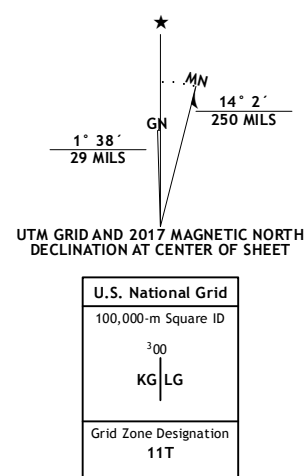 ★
MN
GN
14° 2´
250 MILS
1° 38´
29 MILS
UTM GRID AND 2017 MAGNETIC NORTH
DECLINATION AT CENTER OF SHEET
U.S. National Grid
100,000-m Square ID
³00
KG LG
Grid Zone Designation
11T